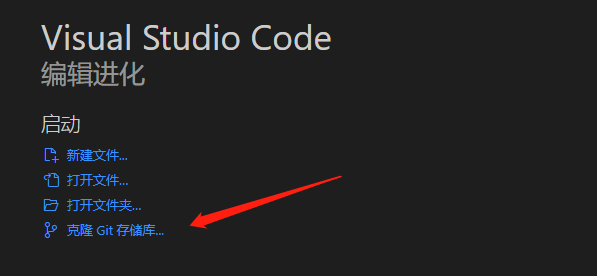 Visual Studio Code
编辑进化
启动
新建文件...
打开文件...
打开文件夹...
克隆 Git 存储库...